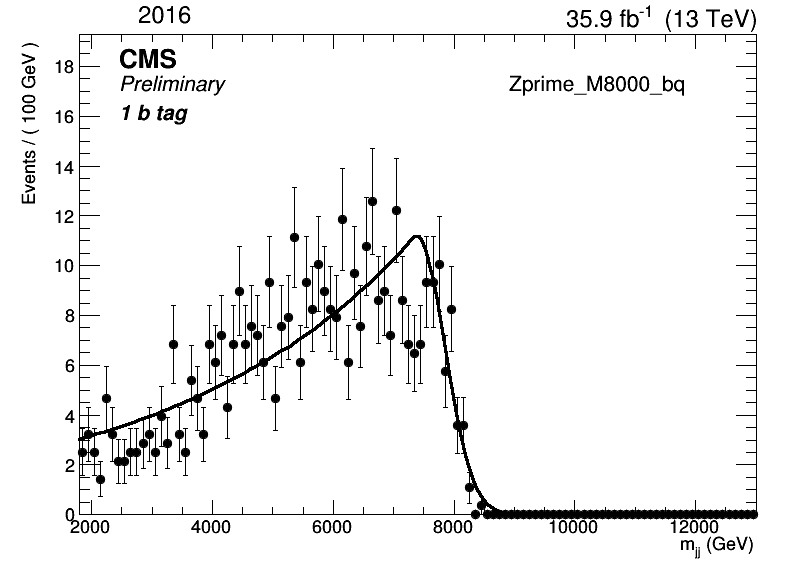 2016 35.9 fb⁻¹ (13 TeV)
CMS
Preliminary
1 b tag
Zprime_M8000_bq
Events / ( 100 GeV )
18
16
14
12
10
8
6
4
2
0
2000 4000 6000 8000 10000 12000
m_jj (GeV)